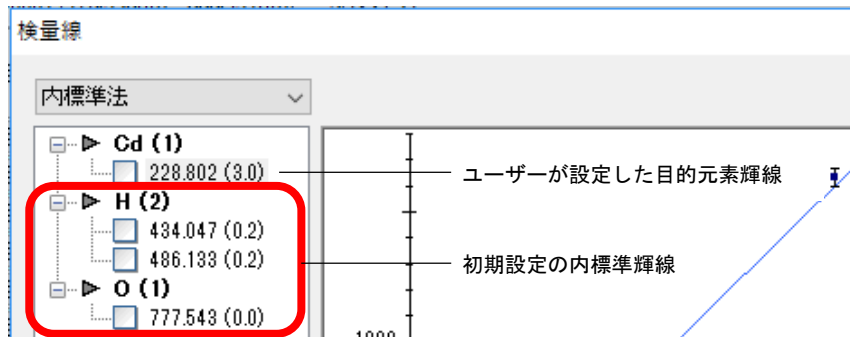 検量線
内標準法
Cd (1)
228.802 (3.0)
ユーザーが設定した目的元素輝線
H (2)
434.047 (0.2)
486.133 (0.2)
初期設定の内標準輝線
O (1)
777.543 (0.0)